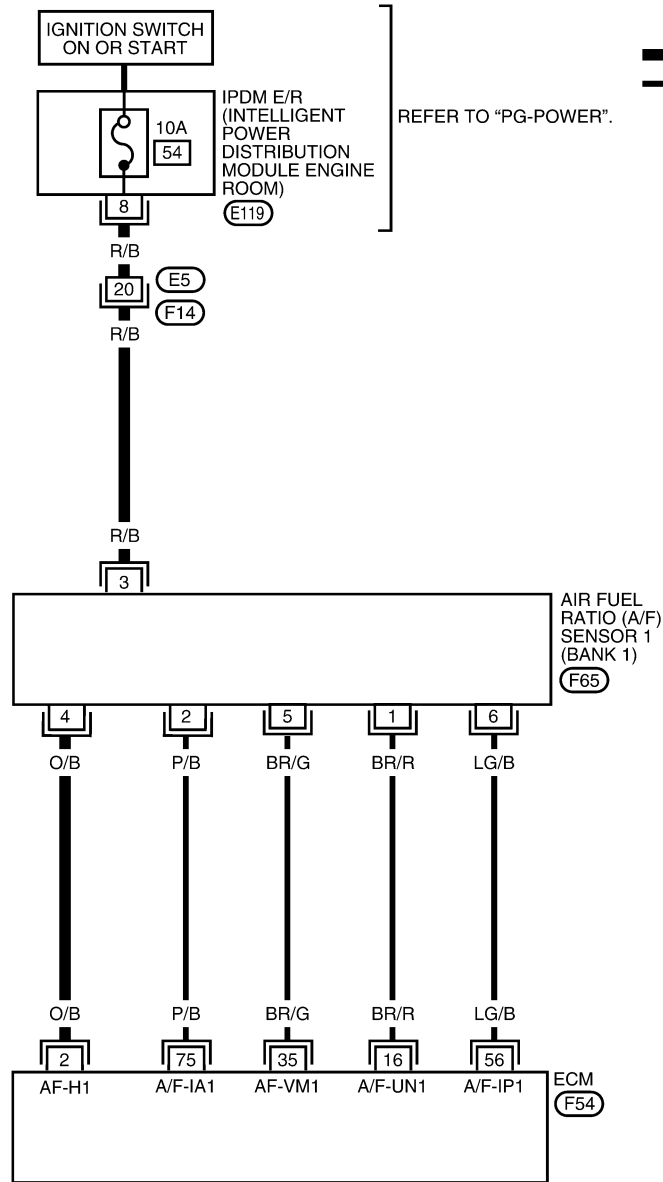 IGNITION SWITCH
ON OR START
IPDM E/R
(INTELLIGENT
POWER
DISTRIBUTION
MODULE ENGINE
ROOM)
E119
10A
54
REFER TO “PG-POWER”.
8
R/B
20
E5
F14
R/B
R/B
3
AIR FUEL
RATIO (A/F)
SENSOR 1
(BANK 1)
F65
4 2 5 1 6
O/B P/B BR/G BR/R LG/B
O/B P/B BR/G BR/R LG/B
2 75 35 16 56
AF-H1 A/F-IA1 AF-VM1 A/F-UN1 A/F-IP1
ECM
F54